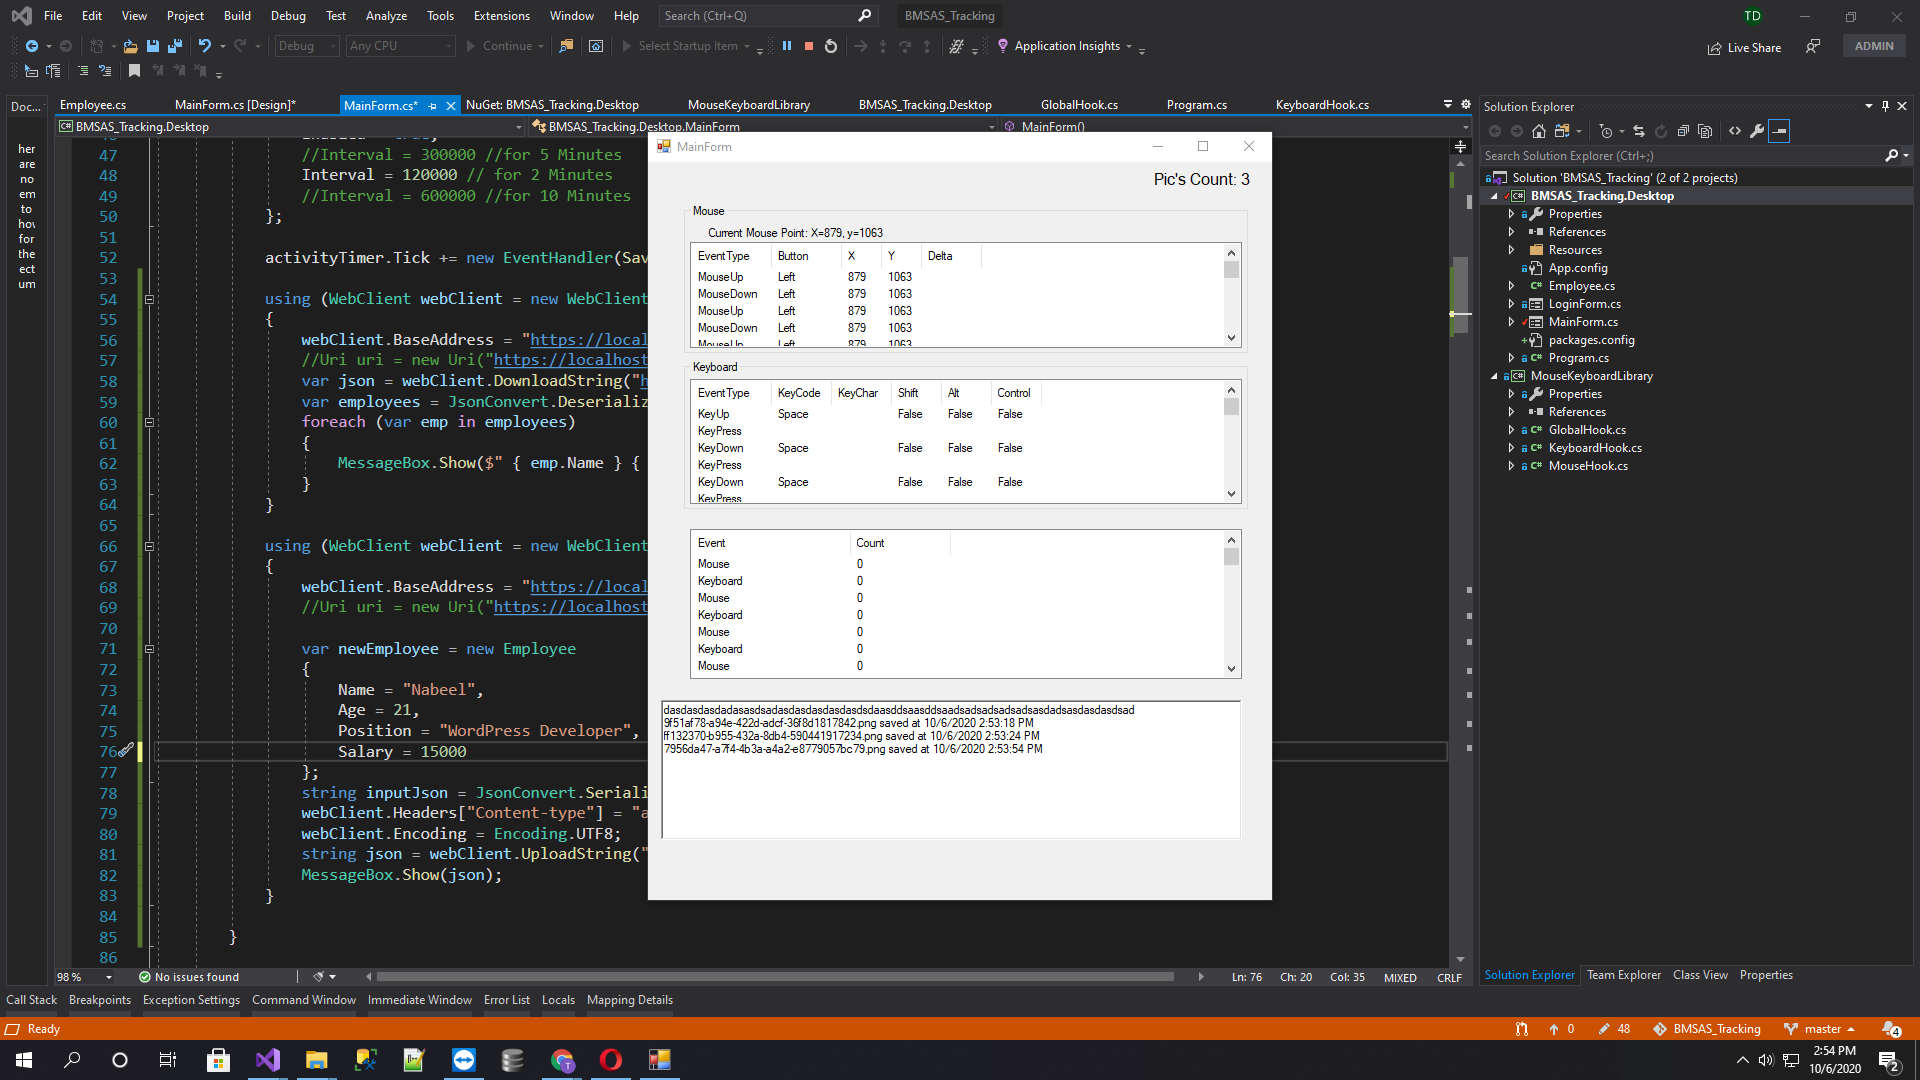 File Edit View Project Build Debug Test Analyze Tools Extensions Window Help Search (Ctrl+Q) BMSAS_Tracking TD
Debug Any CPU Continue Select Startup Item Application Insights Live Share ADMIN
Doc... Employee.cs MainForm.cs [Design]* MainForm.cs* NuGet: BMSAS_Tracking.Desktop MouseKeyboardLibrary BMSAS_Tracking.Desktop GlobalHook.cs Program.cs KeyboardHook.cs
BMSAS_Tracking.Desktop BMSAS_Tracking.Desktop.MainForm MainForm()
her
are
no
em
to
how
for
the
ect
um
47 //Interval = 300000 //for 5 Minutes
48 Interval = 120000 // for 2 Minutes
49 //Interval = 600000 //for 10 Minutes
50 };
51
52 activityTimer.Tick += new EventHandler(Sav
53
54 using (WebClient webClient = new WebClient
55 {
56 webClient.BaseAddress = "https://local
57 //Uri uri = new Uri("https://localhost
58 var json = webClient.DownloadString("h
59 var employees = JsonConvert.Deserializ
60 foreach (var emp in employees)
61 {
62 MessageBox.Show($" { emp.Name } {
63 }
64 }
65
66 using (WebClient webClient = new WebClient
67 {
68 webClient.BaseAddress = "https://local
69 //Uri uri = new Uri("https://localhost
70
71 var newEmployee = new Employee
72 {
73 Name = "Nabeel",
74 Age = 21,
75 Position = "WordPress Developer",
76 Salary = 15000
77 };
78 string inputJson = JsonConvert.Seriali
79 webClient.Headers["Content-type"] = "a
80 webClient.Encoding = Encoding.UTF8;
81 string json = webClient.UploadString("
82 MessageBox.Show(json);
83 }
84
85 }
86
MainForm
Pic's Count: 3
Mouse
Current Mouse Point: X=879, y=1063
EventType Button X Y Delta
MouseUp Left 879 1063
MouseDown Left 879 1063
MouseUp Left 879 1063
MouseDown Left 879 1063
MouseUp Left 879 1063
Keyboard
EventType KeyCode KeyChar Shift Alt Control
KeyUp Space False False False
KeyPress
KeyDown Space False False False
KeyPress
KeyDown Space False False False
KeyPress
Event Count
Mouse 0
Keyboard 0
Mouse 0
Keyboard 0
Mouse 0
Keyboard 0
Mouse 0
9f51af78-a94e-422d-adcf-36f8d1817842.png saved at 10/6/2020 2:53:18 PM
ff132370-b955-432a-8db4-590441917234.png saved at 10/6/2020 2:53:24 PM
7956da47-a7f4-4b3a-a4a2-e8779057bc79.png saved at 10/6/2020 2:53:54 PM
Solution Explorer
Search Solution Explorer (Ctrl+;)
Solution 'BMSAS_Tracking' (2 of 2 projects)
BMSAS_Tracking.Desktop
Properties
References
Resources
App.config
Employee.cs
LoginForm.cs
MainForm.cs
packages.config
Program.cs
MouseKeyboardLibrary
Properties
References
GlobalHook.cs
KeyboardHook.cs
MouseHook.cs
Solution Explorer Team Explorer Class View Properties
98 % No issues found Ln: 76 Ch: 20 Col: 35 MIXED CRLF
Call Stack Breakpoints Exception Settings Command Window Immediate Window Error List Locals Mapping Details
Ready 0 48 BMSAS_Tracking master 4
2:54 PM
10/6/2020 2